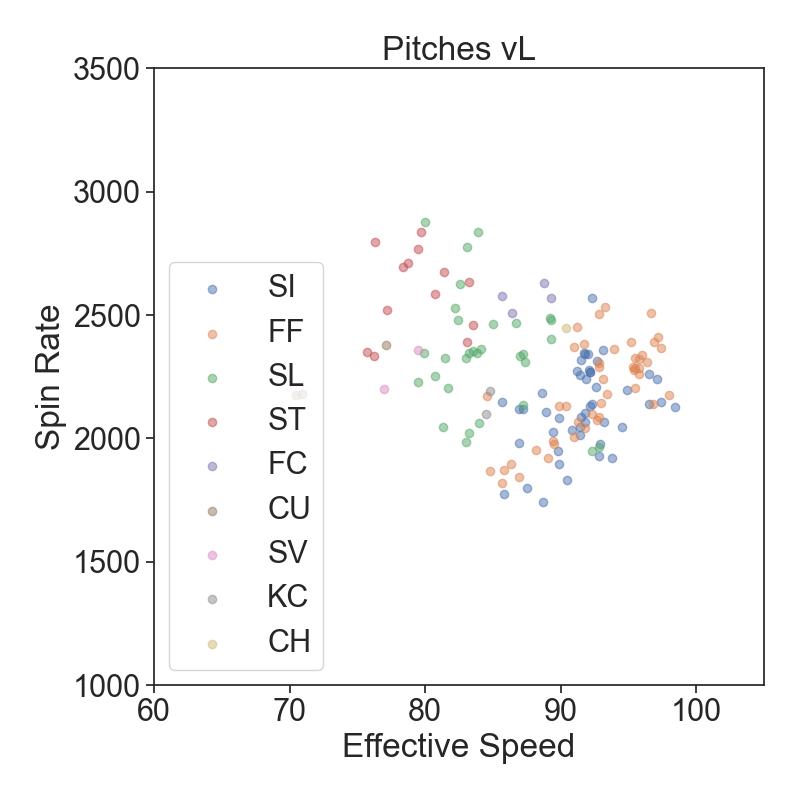 Pitches vL
3500
3000
2500
2000
1500
1000
Spin Rate
SI
FF
SL
ST
FC
CU
SV
KC
CH
60 70 80 90 100
Effective Speed